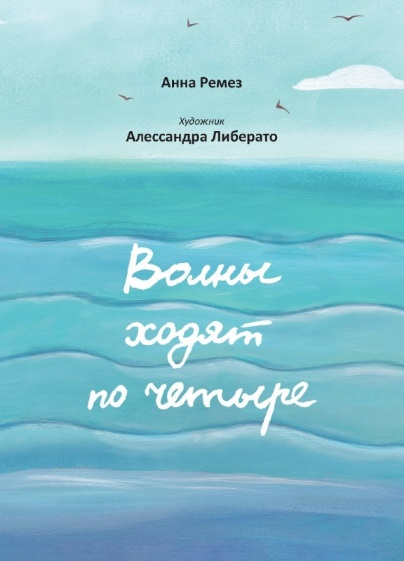 Анна Ремез
Художник
Алессандра Либерато
Волны
ходят
по четыре